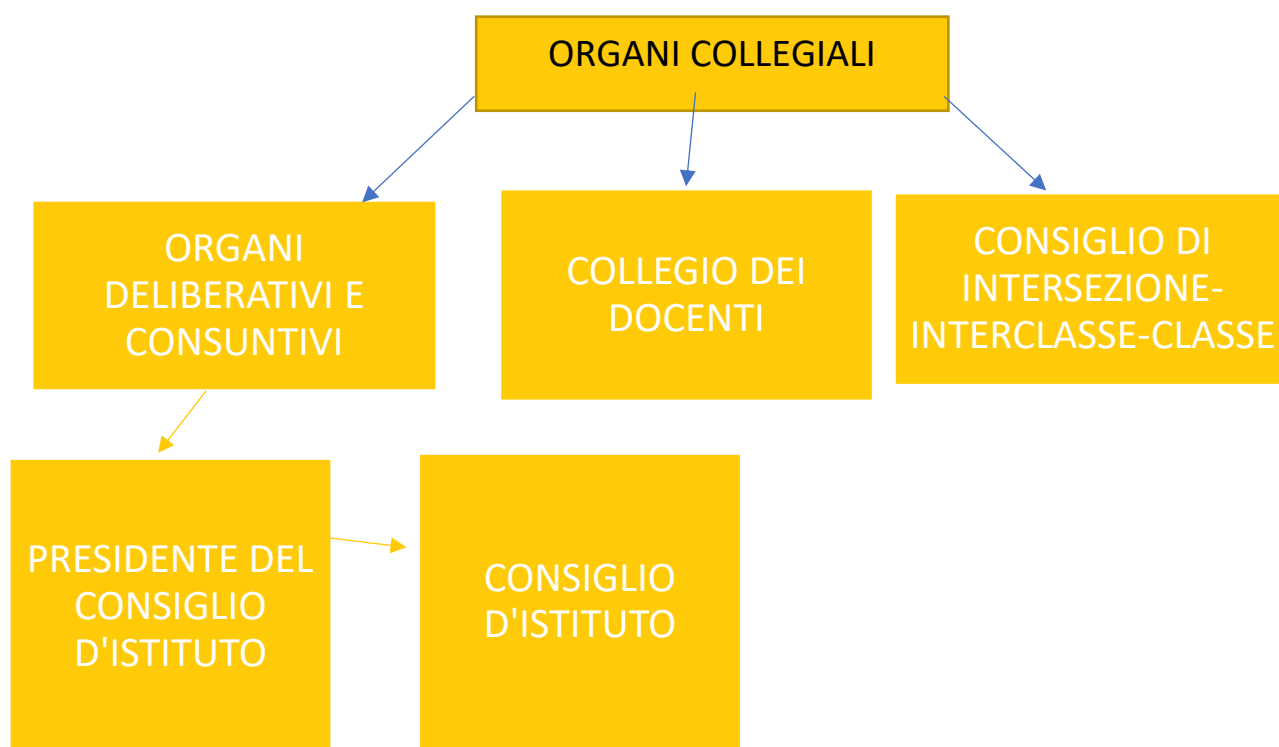 ORGANI COLLEGIALI
ORGANI
DELIBERATIVI E
CONSUNTIVI
COLLEGIO DEI
DOCENTI
CONSIGLIO DI
INTERSEZIONE-
INTERCLASSE-CLASSE
PRESIDENTE DEL
CONSIGLIO
D'ISTITUTO
CONSIGLIO
D'ISTITUTO